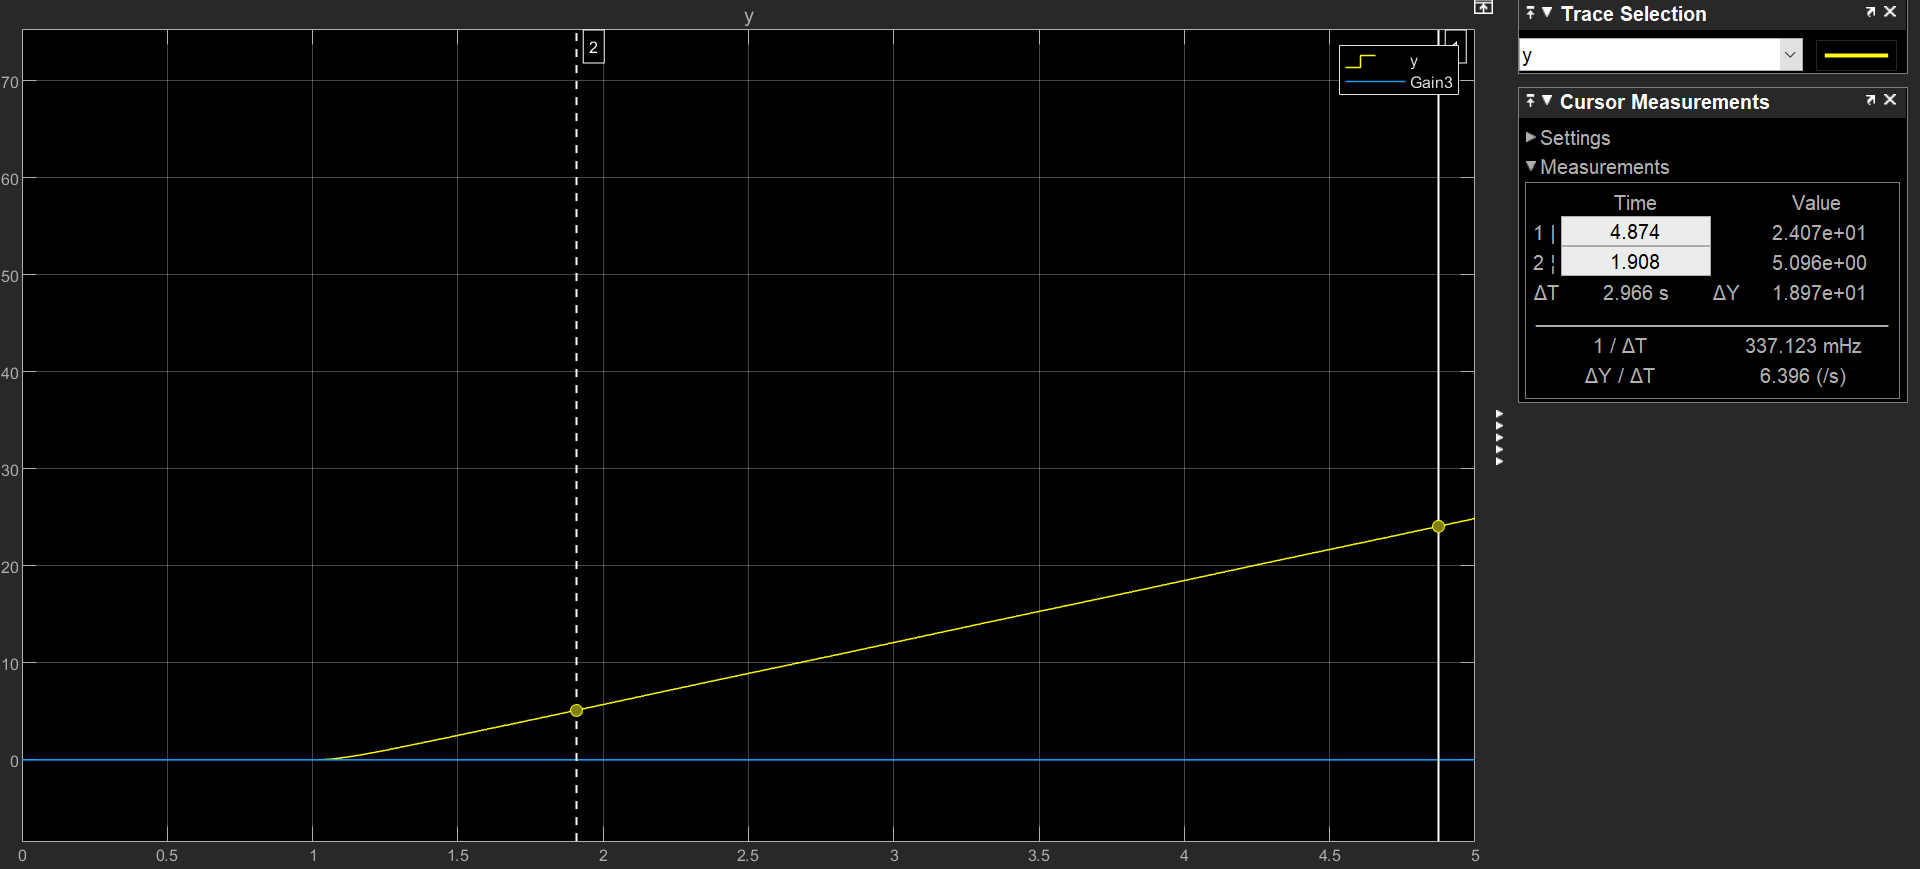 y
2
1
y
Gain3
70
60
50
40
30
20
10
0
0 0.5 1 1.5 2 2.5 3 3.5 4 4.5 5
Trace Selection
y
Cursor Measurements
Settings
Measurements
Time Value
1 | 4.874 2.407e+01
2 ¦ 1.908 5.096e+00
ΔT 2.966 s ΔY 1.897e+01
1 / ΔT 337.123 mHz
ΔY / ΔT 6.396 (/s)